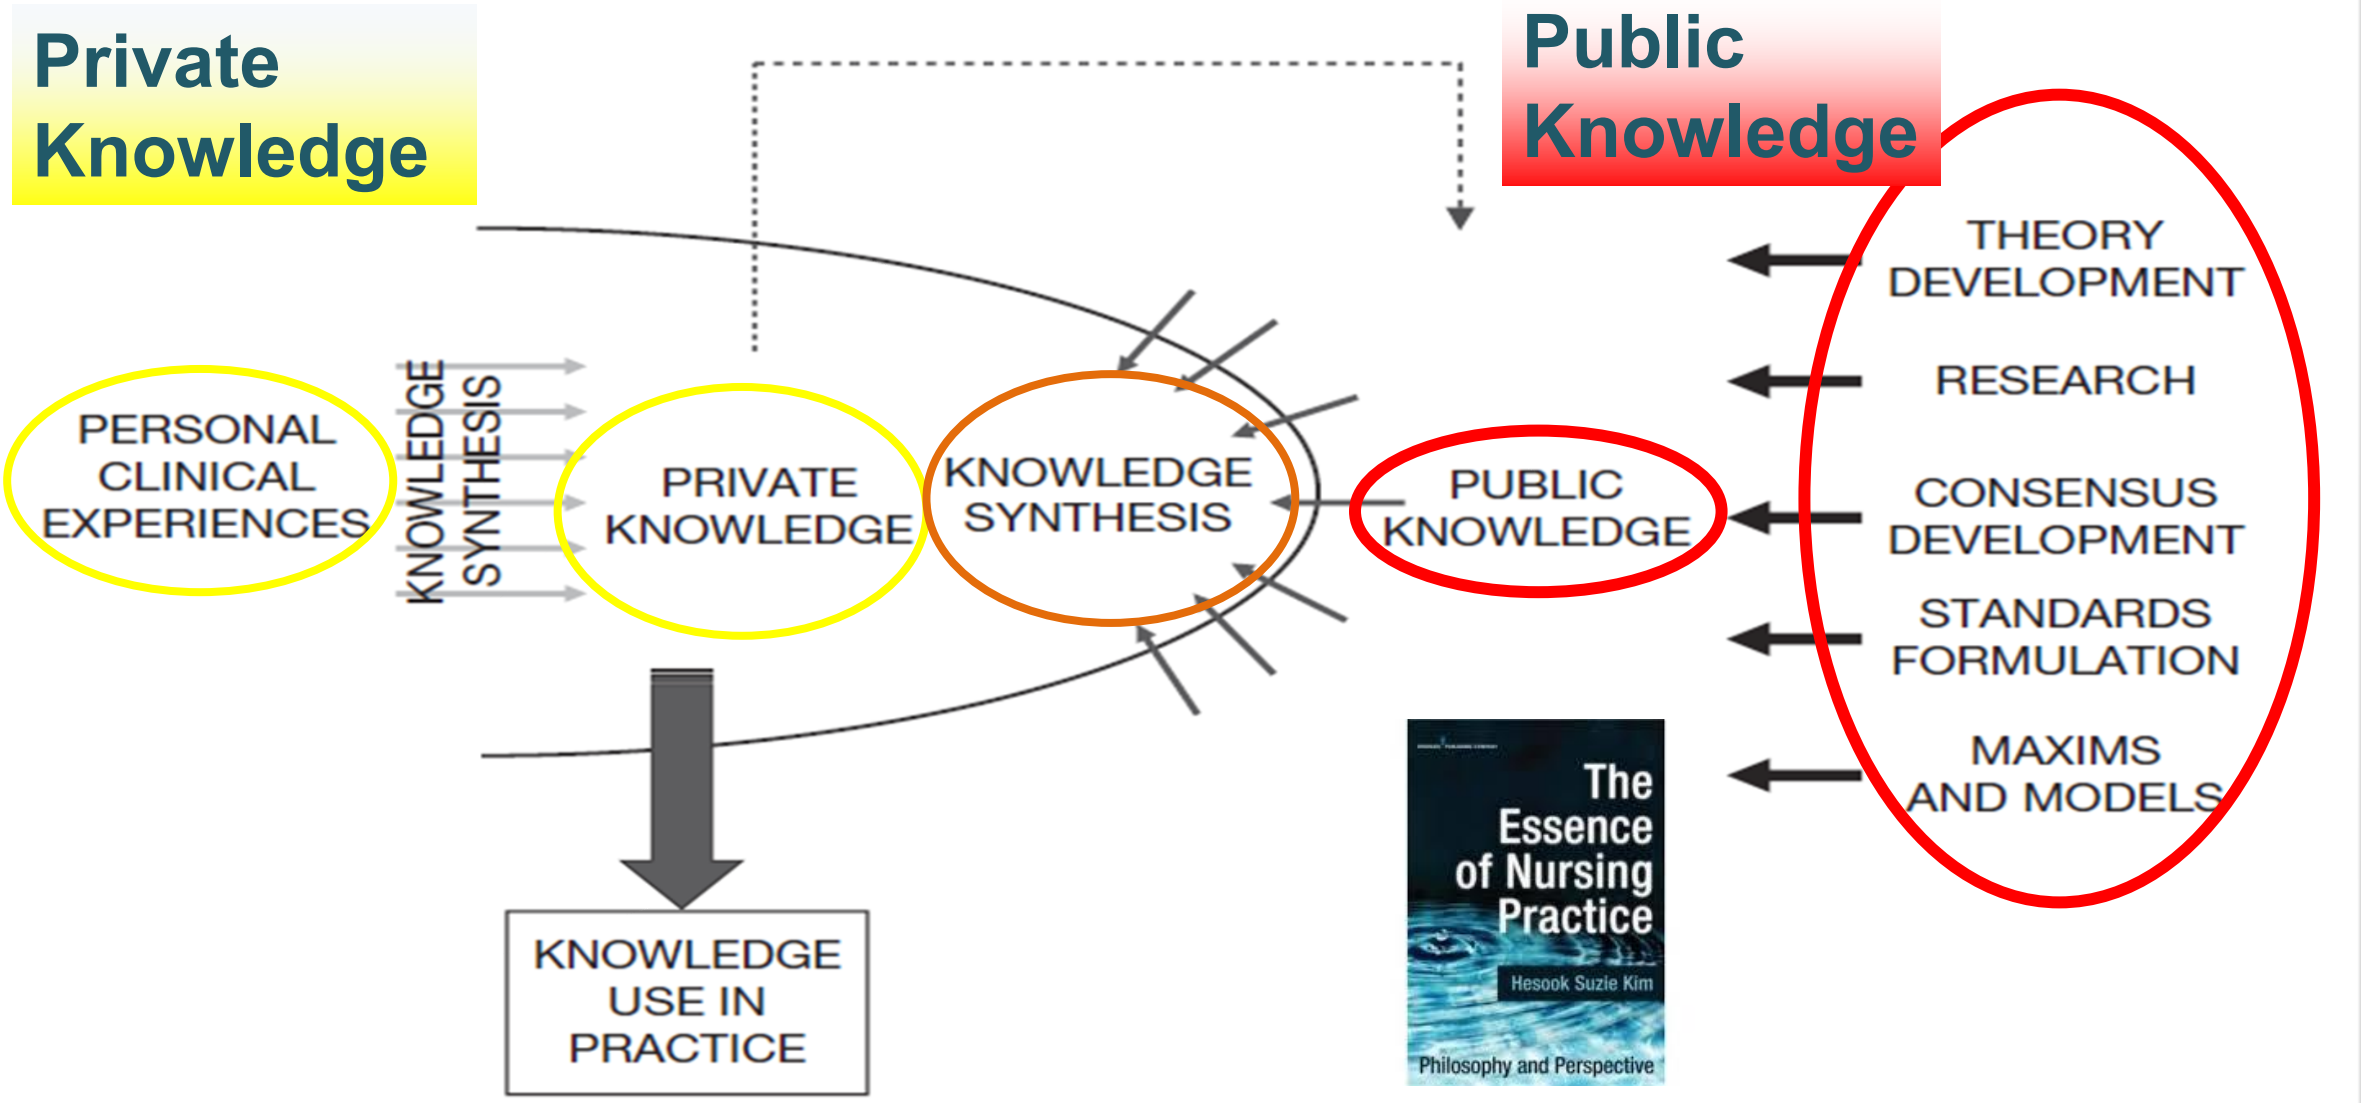 Private
Knowledge
Public
Knowledge
PERSONAL
CLINICAL
EXPERIENCES
KNOWLEDGE
SYNTHESIS
PRIVATE
KNOWLEDGE
KNOWLEDGE
SYNTHESIS
PUBLIC
KNOWLEDGE
THEORY
DEVELOPMENT
RESEARCH
CONSENSUS
DEVELOPMENT
STANDARDS
FORMULATION
MAXIMS
AND MODELS
KNOWLEDGE
USE IN
PRACTICE
The
Essence
of Nursing
Practice
Hesook Suzie Kim
Philosophy and Perspective